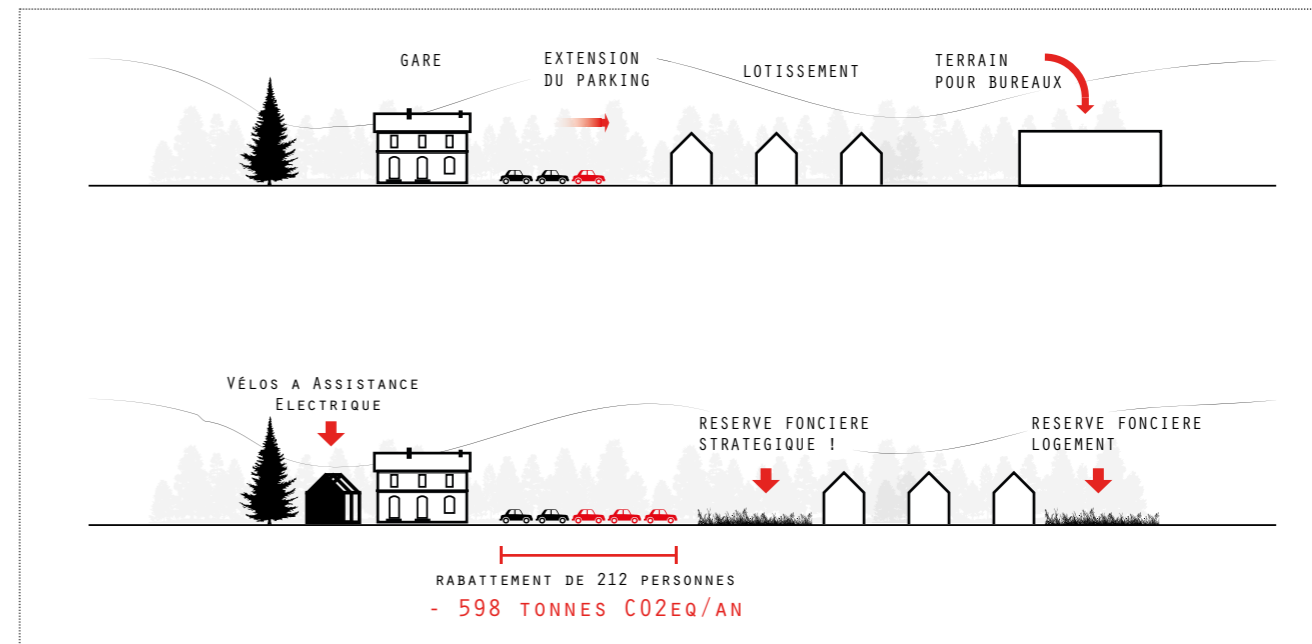 GARE
EXTENSION
DU PARKING
LOTISSEMENT
TERRAIN
POUR BUREAUX
VÉLOS A ASSISTANCE
ELECTRIQUE
RESERVE FONCIERE
STRATEGIQUE !
RESERVE FONCIERE
LOGEMENT
RABATTEMENT DE 212 PERSONNES
- 598 TONNES CO2EQ/AN